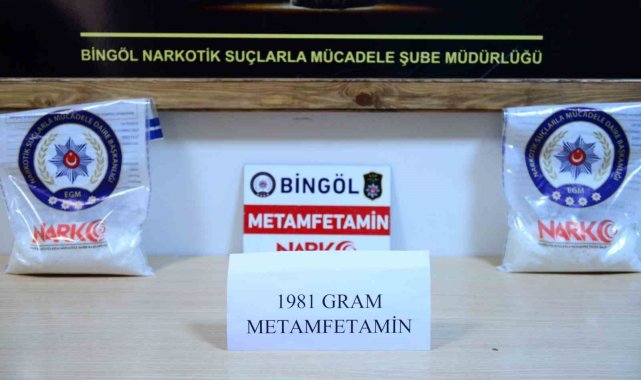 BİNGÖL NARKOTİK SUÇLARLA MÜCADELE ŞUBE MÜDÜRLÜĞÜ
NARKOTİK SUÇLARLA MÜCADELE DAİRE BAŞKANLIĞI
EGM
NARKO
BİNGÖL
METAMFETAMİN
NARKO
1981 GRAM
METAMFETAMİN
NARKOTİK SUÇLARLA MÜCADELE DAİRE BAŞKANLIĞI
EGM
NARKO